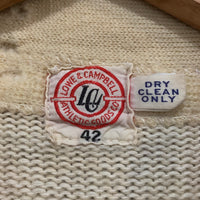 LOWE & CAMPBELL
LC
ATHLETIC GOODS CO.
42
DRY
CLEAN
ONLY